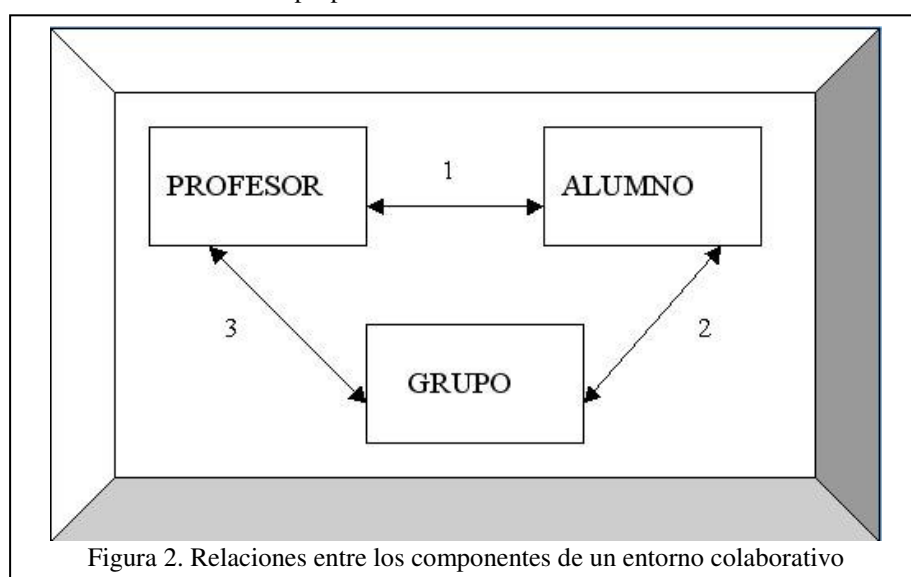 1
PROFESOR
ALUMNO
3
2
GRUPO
Figura 2. Relaciones entre los componentes de un entorno colaborativo